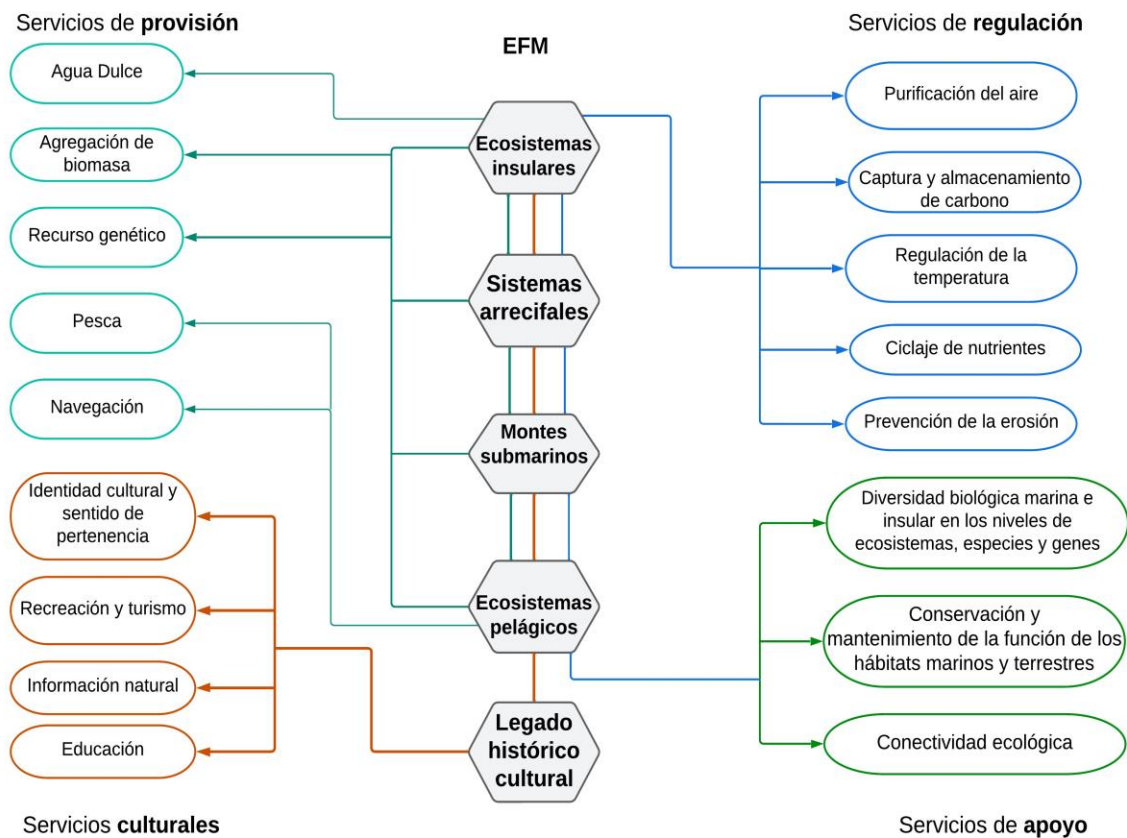 Servicios de provisión
Agua Dulce
Agregación de
biomasa
Recurso genético
Pesca
Navegación
Identidad cultural y
sentido de
pertenencia
Recreación y turismo
Información natural
Educación
Servicios culturales
EFM
Ecosistemas
insulares
Sistemas
arrecifales
Montes
submarinos
Ecosistemas
pelágicos
Legado
histórico
cultural
Servicios de regulación
Purificación del aire
Captura y almacenamiento
de carbono
Regulación de la
temperatura
Ciclaje de nutrientes
Prevención de la erosión
Diversidad biológica marina e
insular en los niveles de
ecosistemas, especies y genes
Conservación y
mantenimiento de la función de los
hábitats marinos y terrestres
Conectividad ecológica
Servicios de apoyo